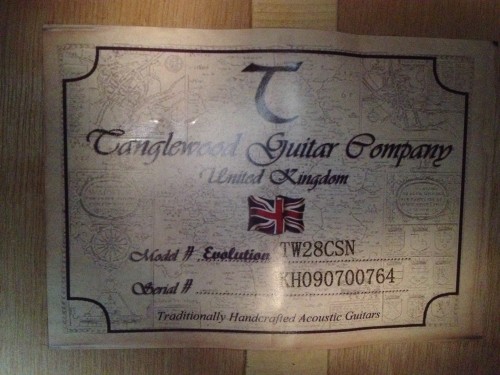 T
Tanglewood Guitar Company
United Kingdom
Model # Evolution TW28CSN
Serial # KH090700764
Traditionally Handcrafted Acoustic Guitars